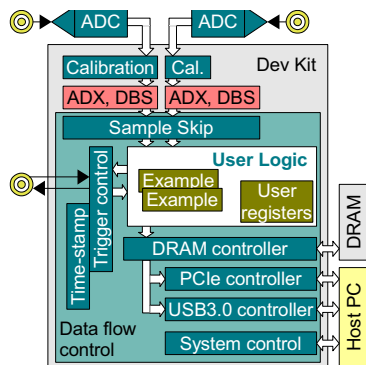 ADC
ADC
Calibration
Cal.
Dev Kit
ADX, DBS
ADX, DBS
Sample Skip
User Logic
Example
Example
User
registers
Trigger control
Time-stamp
DRAM controller
PCIe controller
USB3.0 controller
System control
Data flow
control
DRAM
Host PC